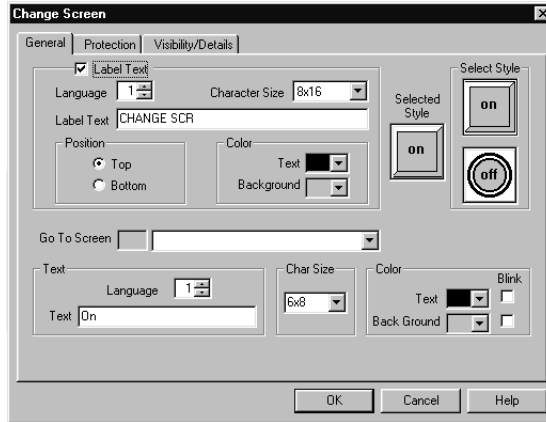 Change Screen
General Protection Visibility/Details
Label Text
Select Style
Language 1 Character Size 8x16
Selected
Style
on
Label Text CHANGE SCR
on
Position Color
Top Text
off
Bottom Background
Go To Screen
Text Char Size Color
Blink
Language 1
6x8
Text
Text On
Back Ground
OK Cancel Help